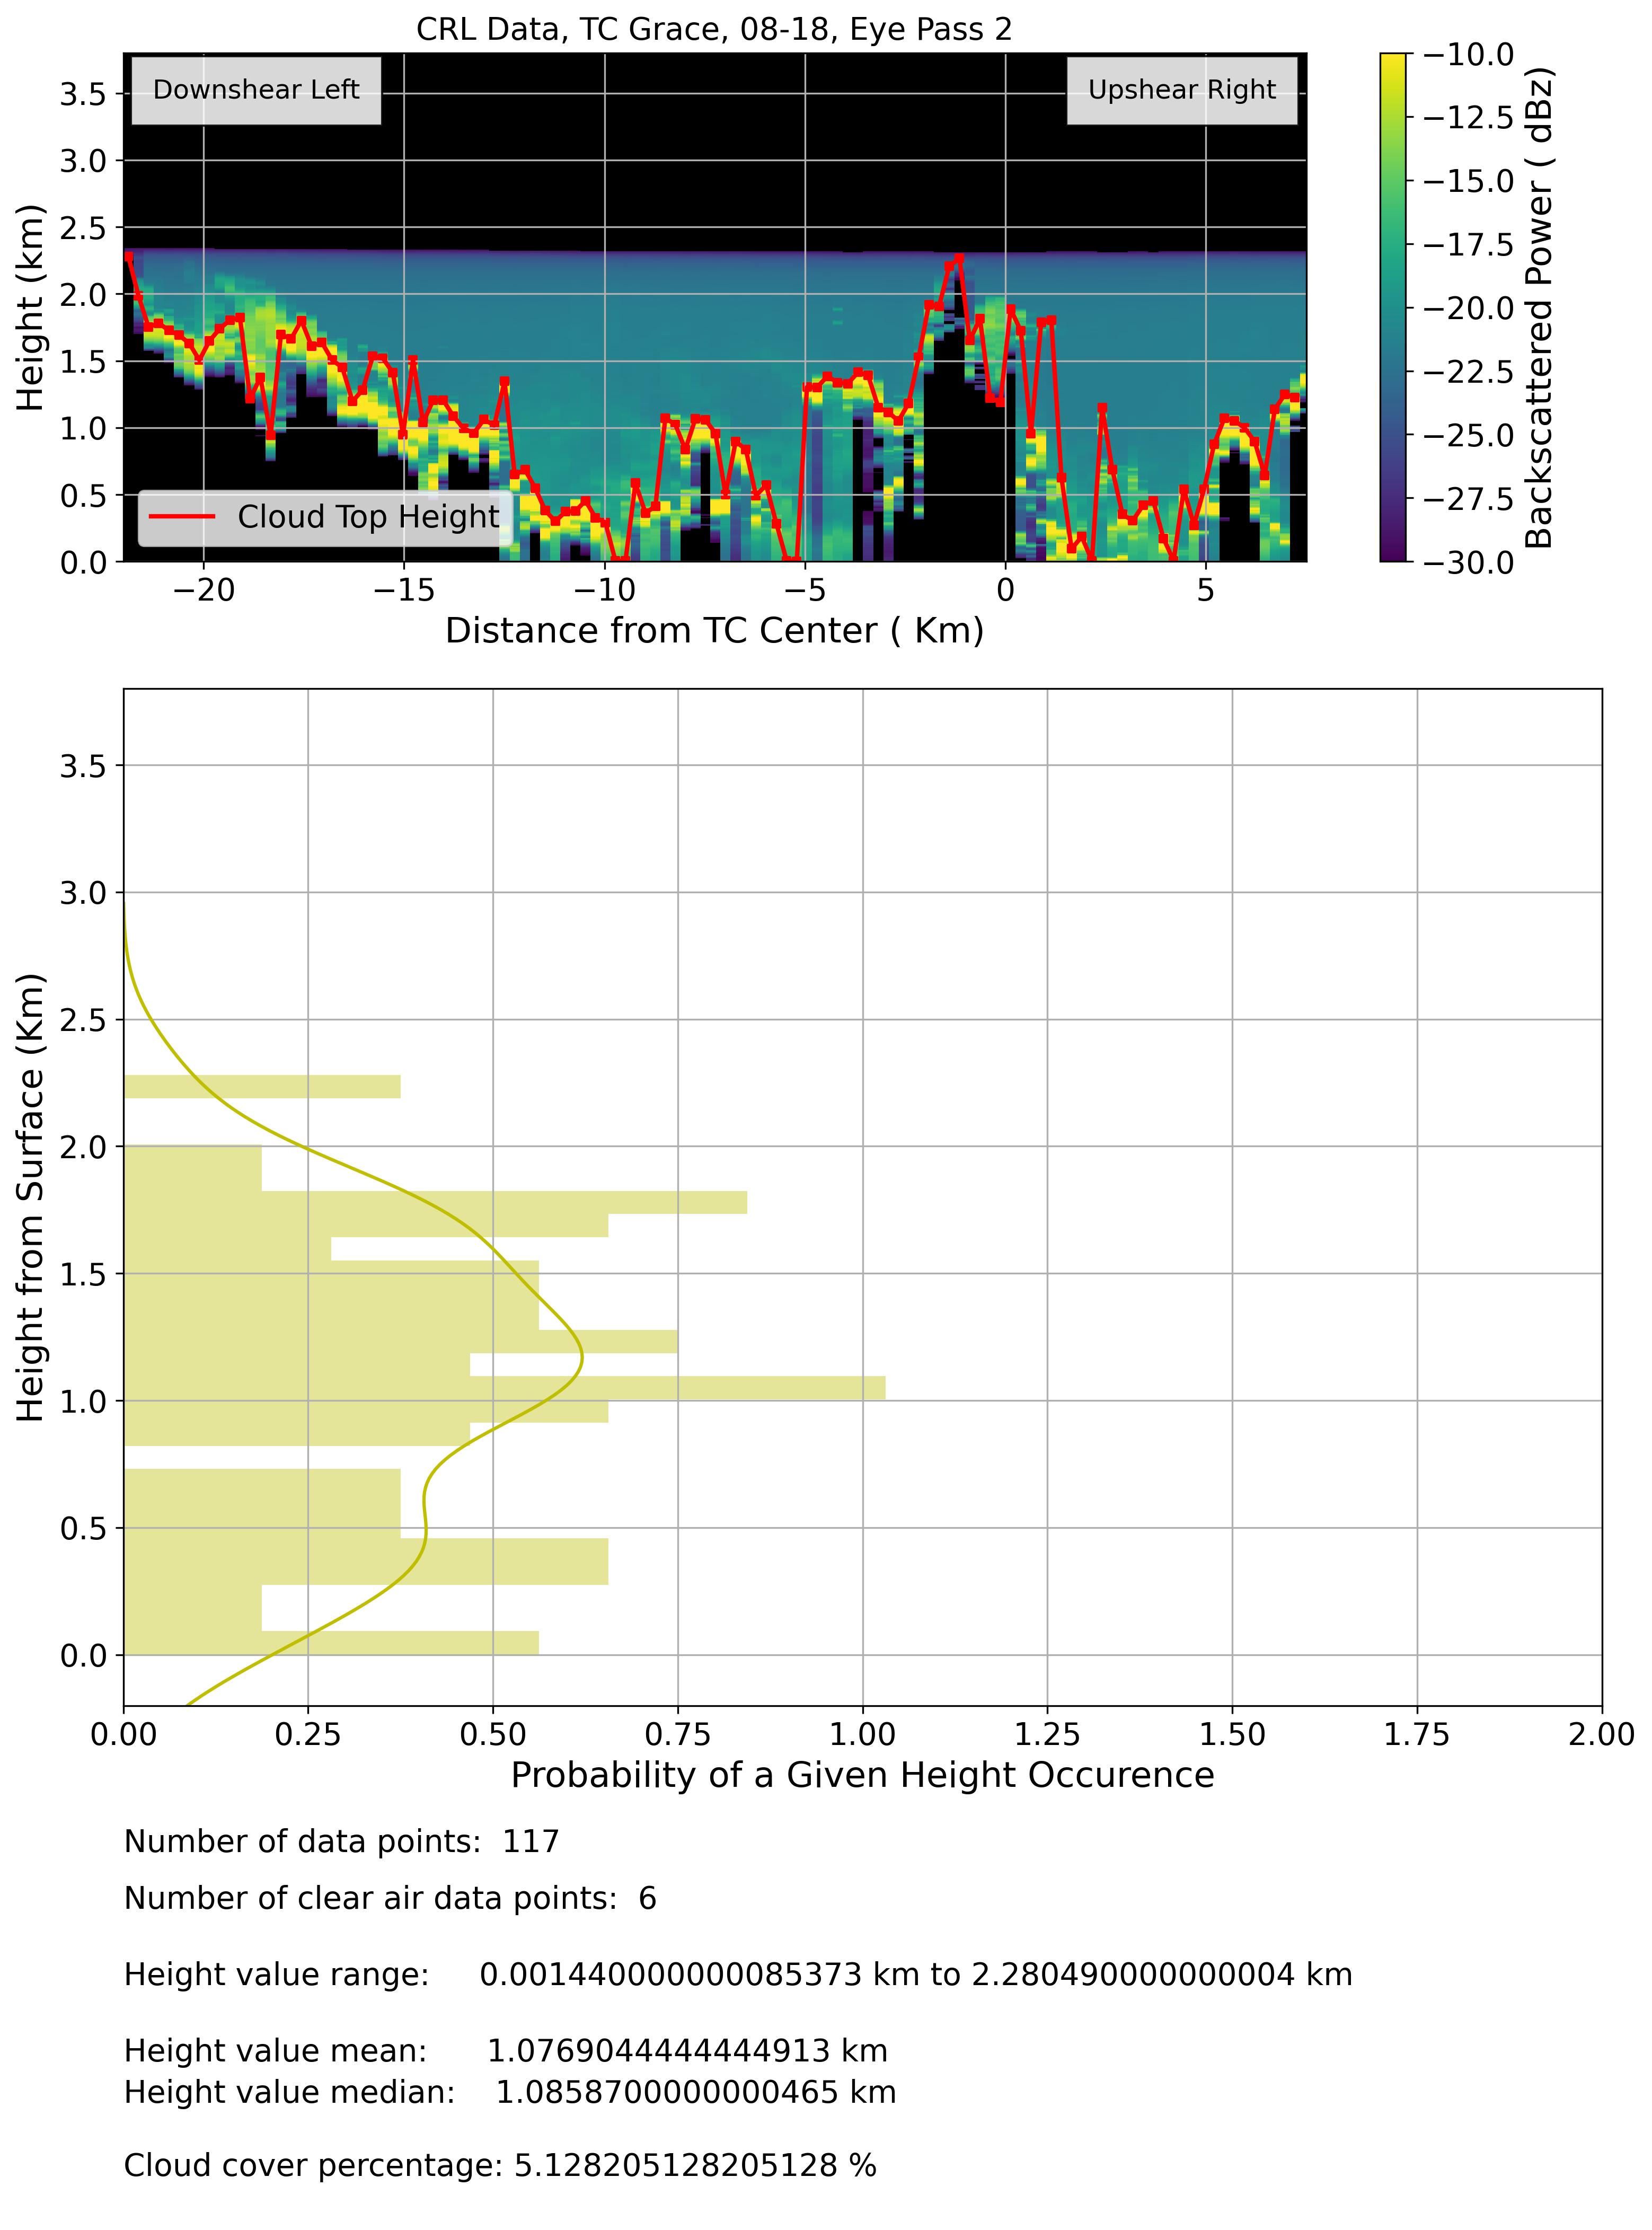 CRL Data, TC Grace, 08-18, Eye Pass 2
Downshear Left
Upshear Right
Height (km)
3.5
3.0
2.5
2.0
1.5
1.0
0.5
0.0
Cloud Top Height
−20
−15
−10
−5
0
5
Distance from TC Center ( Km)
−10.0
−12.5
−15.0
−17.5
−20.0
−22.5
−25.0
−27.5
−30.0
Backscattered Power ( dBz)
Height from Surface (Km)
3.5
3.0
2.5
2.0
1.5
1.0
0.5
0.0
0.00
0.25
0.50
0.75
1.00
1.25
1.50
1.75
2.00
Probability of a Given Height Occurence
Number of data points: 117
Number of clear air data points: 6
Height value range: 0.001440000000085373 km to 2.280490000000004 km
Height value mean: 1.0769044444444913 km
Height value median: 1.0858700000000465 km
Cloud cover percentage: 5.128205128205128 %